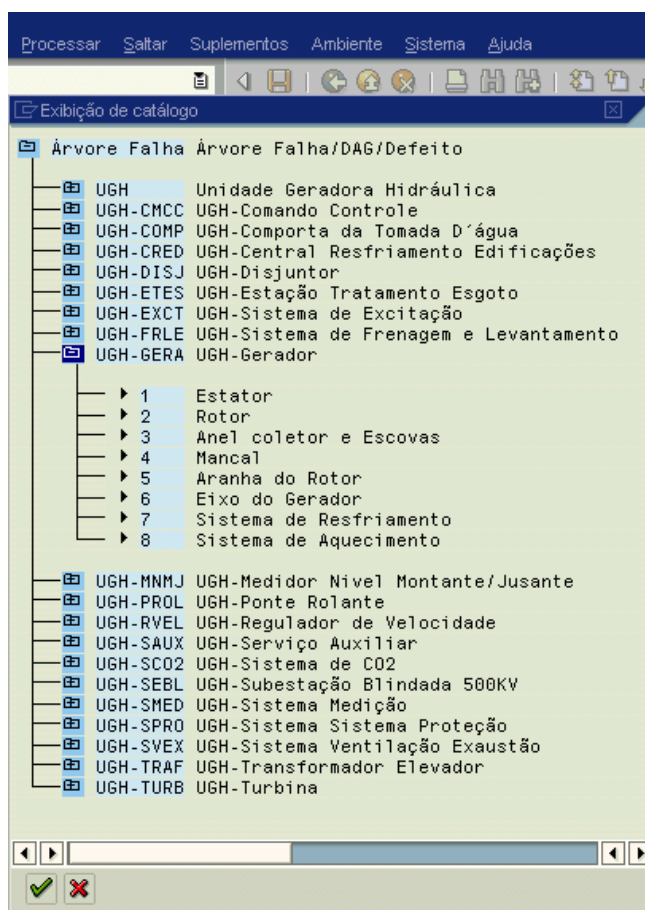 Processar Saltar Suplementos Ambiente Sistema Ajuda
Exibição de catálogo
Árvore Falha Árvore Falha/DAG/Defeito
UGH Unidade Geradora Hidráulica
UGH-CMCC UGH-Comando Controle
UGH-COMP UGH-Comporta da Tomada D´água
UGH-CRED UGH-Central Resfriamento Edificações
UGH-DISJ UGH-Disjuntor
UGH-ETES UGH-Estação Tratamento Esgoto
UGH-EXCT UGH-Sistema de Excitação
UGH-FRLE UGH-Sistema de Frenagem e Levantamento
UGH-GERA UGH-Gerador
1 Estator
2 Rotor
3 Anel coletor e Escovas
4 Mancal
5 Aranha do Rotor
6 Eixo do Gerador
7 Sistema de Resfriamento
8 Sistema de Aquecimento
UGH-MNMJ UGH-Medidor Nivel Montante/Jusante
UGH-PROL UGH-Ponte Rolante
UGH-RVEL UGH-Regulador de Velocidade
UGH-SAUX UGH-Serviço Auxiliar
UGH-SCO2 UGH-Sistema de CO2
UGH-SEBL UGH-Subestação Blindada 500KV
UGH-SMED UGH-Sistema Medição
UGH-SPRO UGH-Sistema Sistema Proteção
UGH-SVEX UGH-Sistema Ventilação Exaustão
UGH-TRAF UGH-Transformador Elevador
UGH-TURB UGH-Turbina